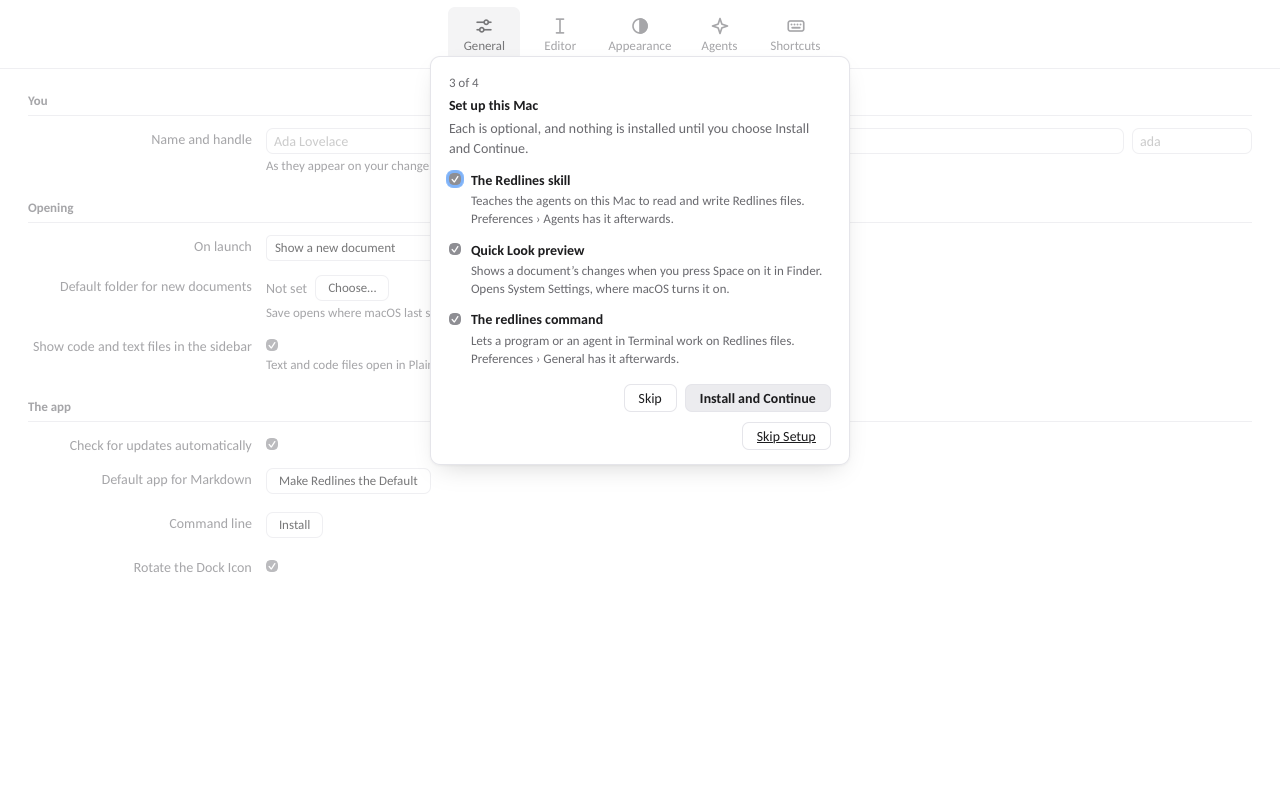 General
Editor
Appearance
Agents
Shortcuts
3 of 4
Set up this Mac
Each is optional, and nothing is installed until you choose Install
and Continue.
The Redlines skill
Teaches the agents on this Mac to read and write Redlines files.
Preferences › Agents has it afterwards.
Quick Look preview
Shows a document’s changes when you press Space on it in Finder.
Opens System Settings, where macOS turns it on.
The redlines command
Lets a program or an agent in Terminal work on Redlines files.
Preferences › General has it afterwards.
Skip
Install and Continue
Skip Setup
You
Name and handle
Ada Lovelace
ada
As they appear on your change
Opening
On launch
Show a new document
Default folder for new documents
Not set
Choose...
Save opens where macOS last s
Show code and text files in the sidebar
Text and code files open in Plai
The app
Check for updates automatically
Default app for Markdown
Make Redlines the Default
Command line
Install
Rotate the Dock Icon